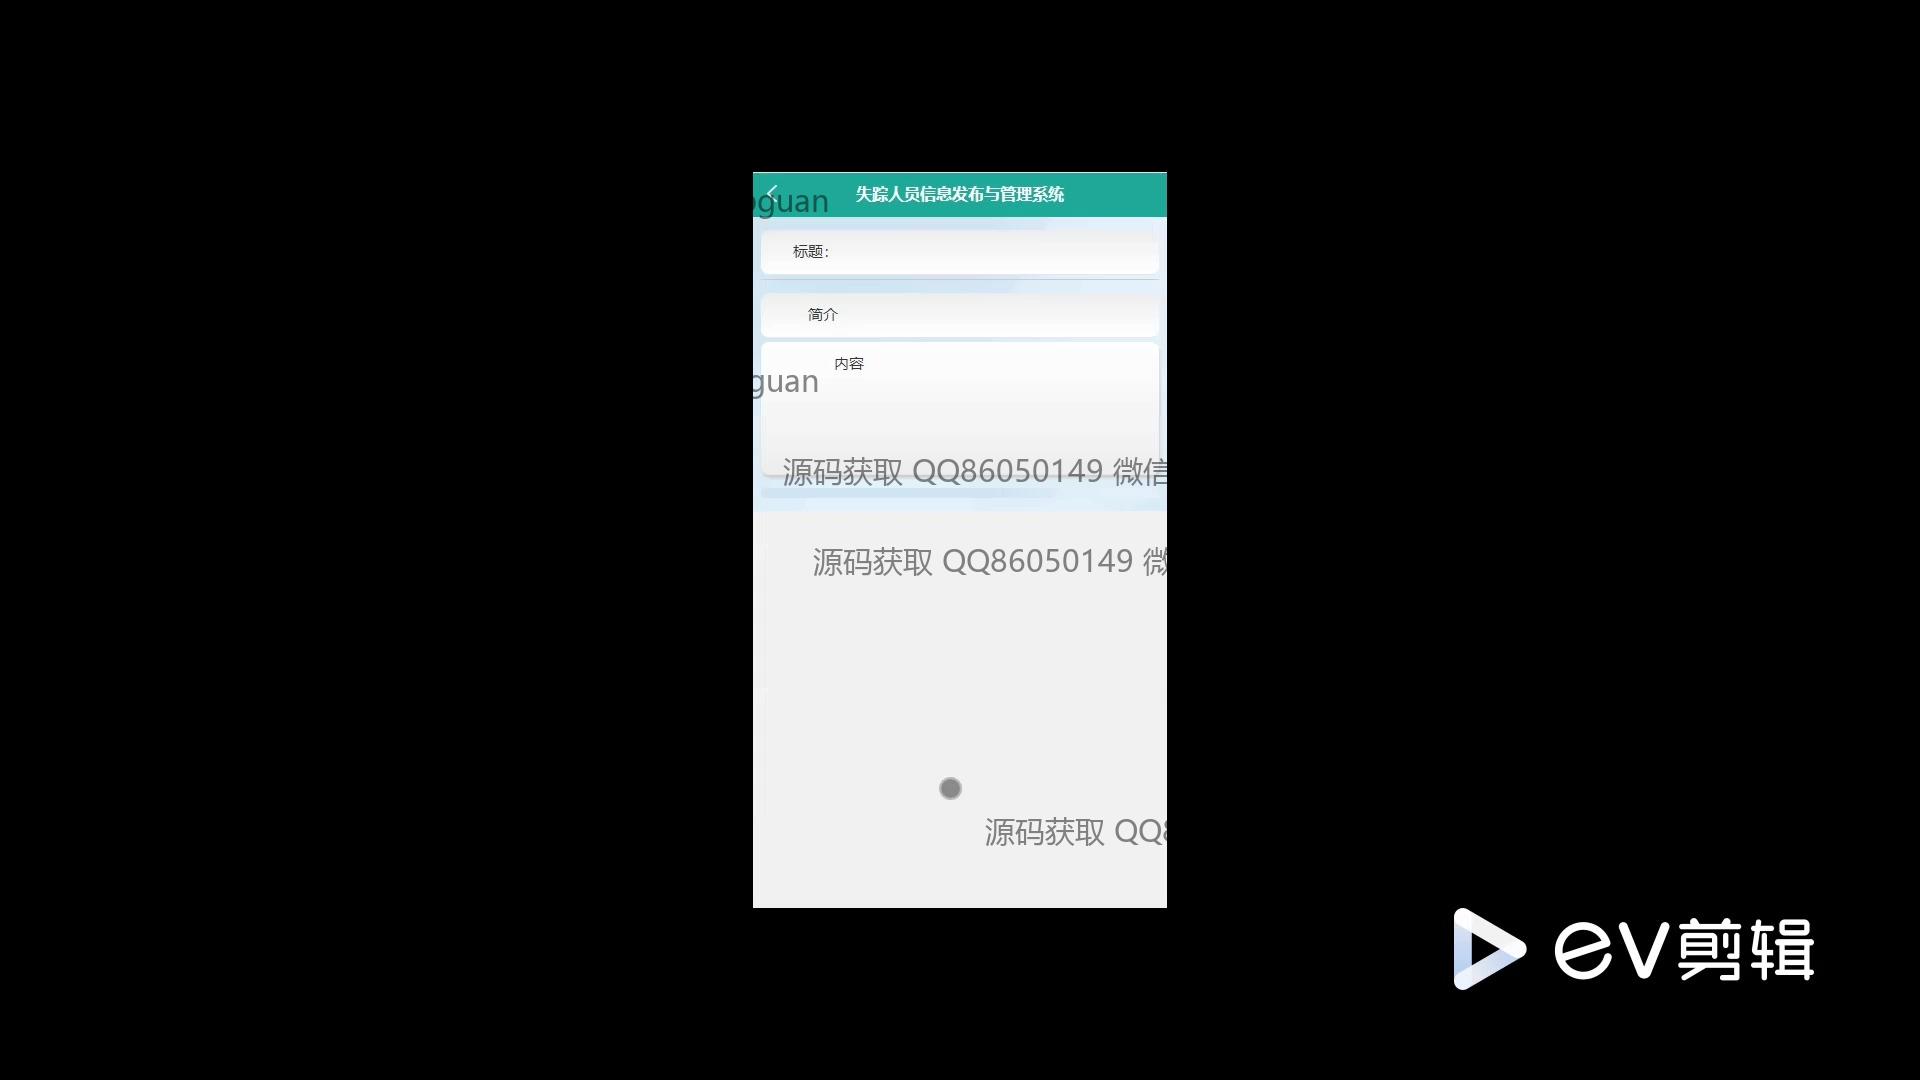 失踪人员信息发布与管理系统
guan
标题：
简介
内容
guan
源码获取 QQ86050149 微信
源码获取 QQ86050149 微
源码获取 QQ8
ev剪辑